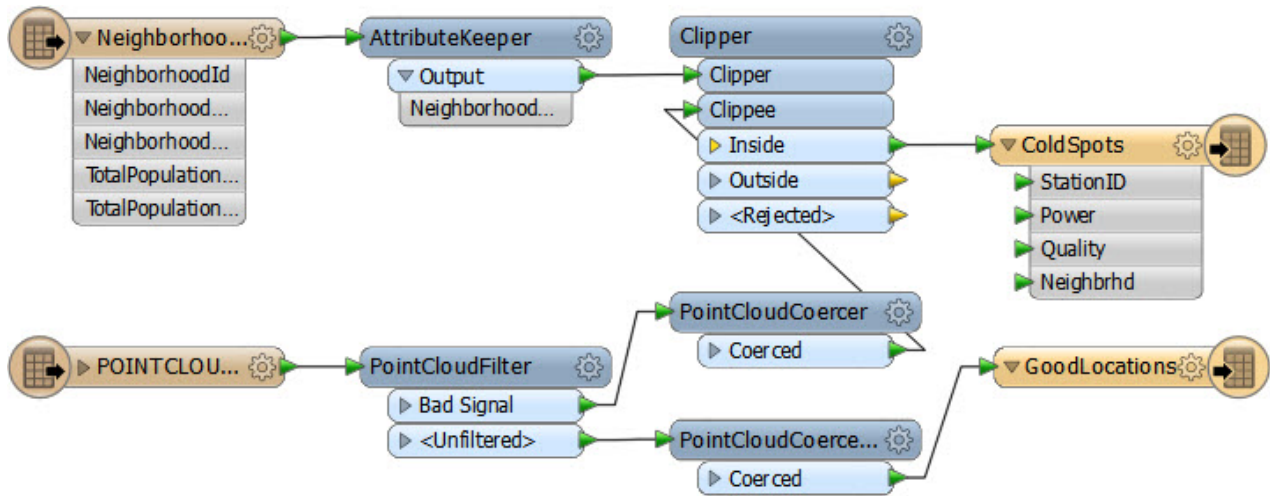 Neighborhoo...
NeighborhoodId
Neighborhood...
Neighborhood...
TotalPopulation...
TotalPopulation...
AttributeKeeper
Output
Neighborhood...
Clipper
Clipper
Clippee
Inside
Outside
<Rejected>
ColdSpots
StationID
Power
Quality
Neighbrhd
POINTCLOU...
PointCloudFilter
Bad Signal
<Unfiltered>
PointCloudCoercer
Coerced
PointCloudCoerce...
Coerced
GoodLocations